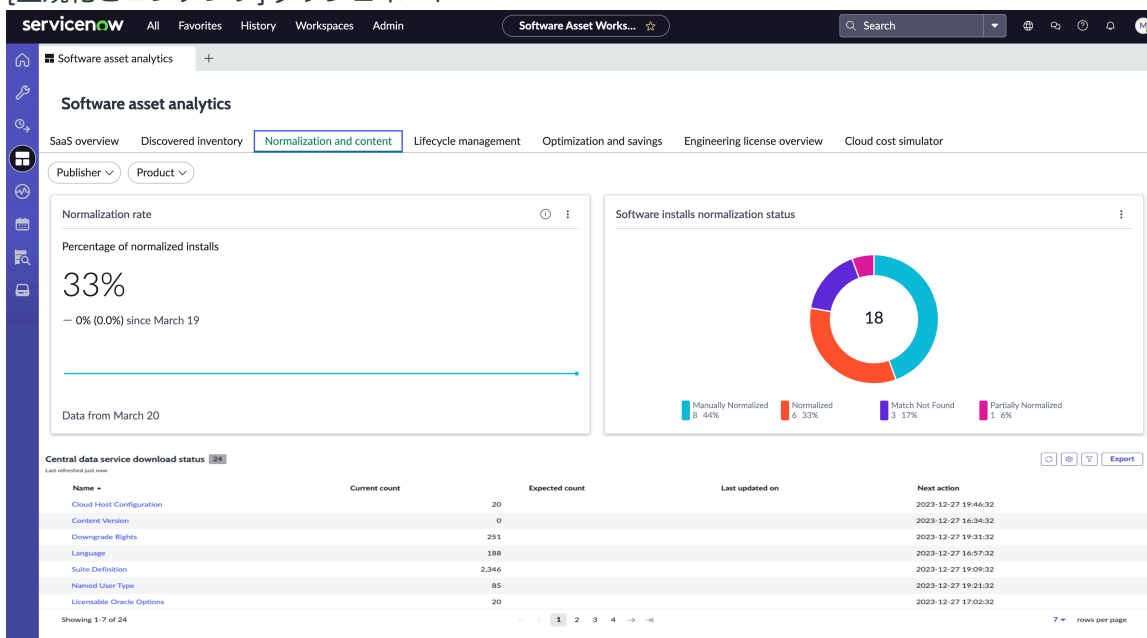 servicenow All Favorites History Workspaces Admin Software Asset Works... Search
Software asset analytics
Software asset analytics
SaaS overview Discovered inventory Normalization and content Lifecycle management Optimization and savings Engineering license overview Cloud cost simulator
Publisher Product
Normalization rate
Percentage of normalized installs
33%
— 0% (0.0%) since March 19
Data from March 20
Software installs normalization status
18
Manually Normalized 8 44%
Normalized 6 33%
Match Not Found 3 17%
Partially Normalized 1 6%
Central data service download status 24
Last refreshed just now
Export
Name Current count Expected count Last updated on Next action
Cloud Host Configuration 20 2023-12-27 19:46:32
Content Version 0 2023-12-27 16:34:32
Downgrade Rights 251 2023-12-27 19:31:32
Language 188 2023-12-27 16:57:32
Suite Definition 2,346 2023-12-27 19:09:32
Named User Type 85 2023-12-27 19:21:32
Licensable Oracle Options 20 2023-12-27 17:02:32
Showing 1-7 of 24 1 2 3 4 7 rows per page